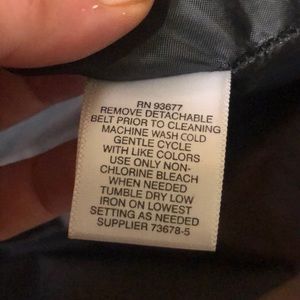 RN 93677
REMOVE DETACHABLE
BELT PRIOR TO CLEANING
MACHINE WASH COLD
GENTLE CYCLE
WITH LIKE COLORS
USE ONLY NON-
CHLORINE BLEACH
WHEN NEEDED
TUMBLE DRY LOW
IRON ON LOWEST
SETTING AS NEEDED
SUPPLIER 73678-5